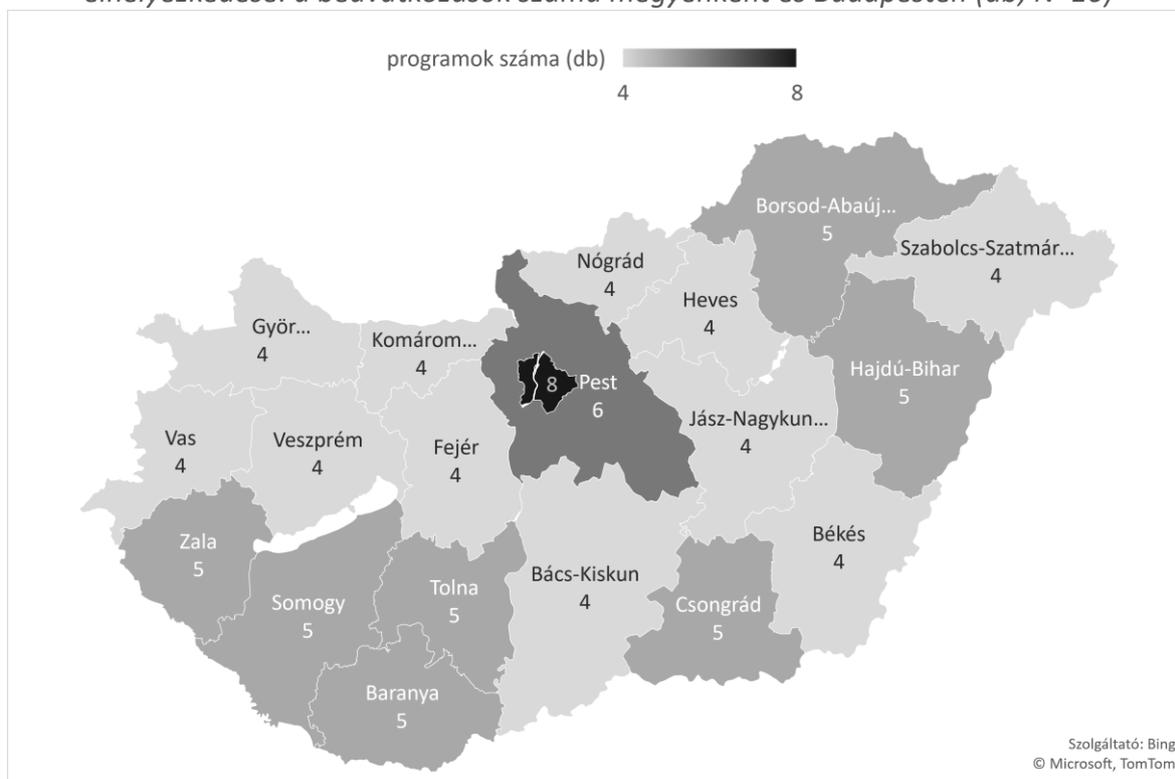 programok száma (db)
4 8
Borsod-Abaúj...
5
Szabolcs-Szatmár...
4
Nógrád
4
Heves
4
Györ...
4
Komárom...
4
Hajdú-Bihar
5
8
Pest
6
Jász-Nagykun...
4
Vas
4
Veszprém
4
Fejér
4
Békés
4
Zala
5
Somogy
5
Tolna
5
Bács-Kiskun
4
Csongrád
5
Baranya
5
Szolgáltató: Bing
© Microsoft, TomTom